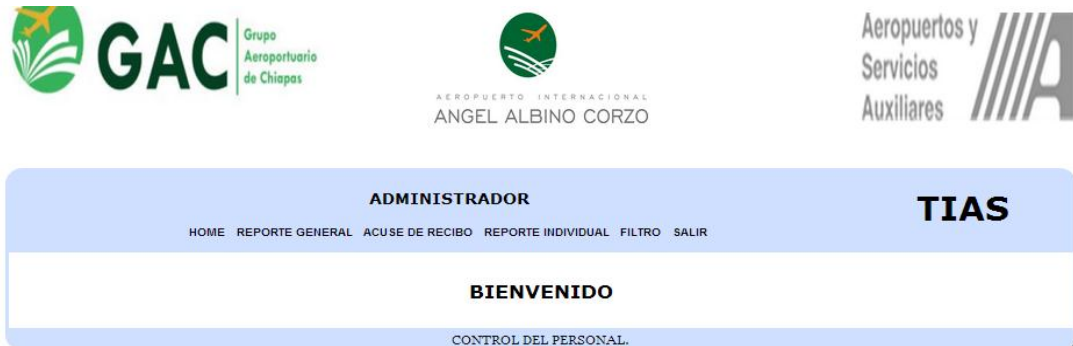 GAC
Grupo
Aeroportuario
de Chiapas
AEROPUERTO INTERNACIONAL
ANGEL ALBINO CORZO
Aeropuertos y
Servicios
Auxiliares
ADMINISTRADOR
TIAS
HOME REPORTE GENERAL ACUSE DE RECIBO REPORTE INDIVIDUAL FILTRO SALIR
BIENVENIDO
CONTROL DEL PERSONAL.